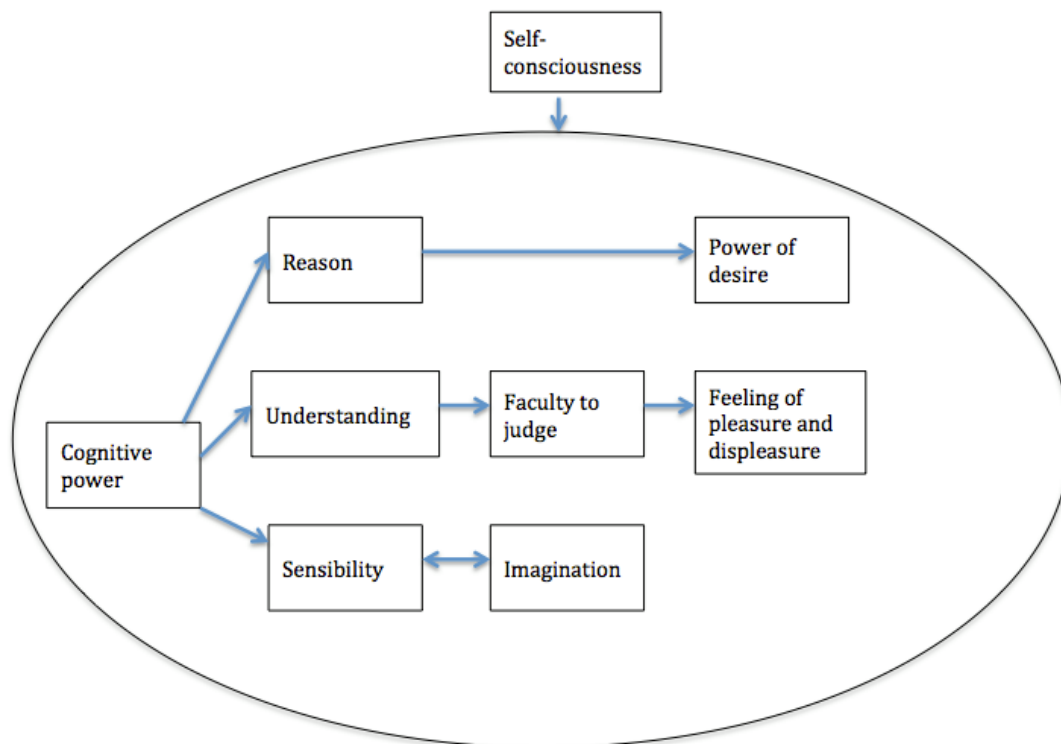 Self-
consciousness
Reason
Power of
desire
Understanding
Faculty to
judge
Feeling of
pleasure and
displeasure
Cognitive
power
Sensibility
Imagination